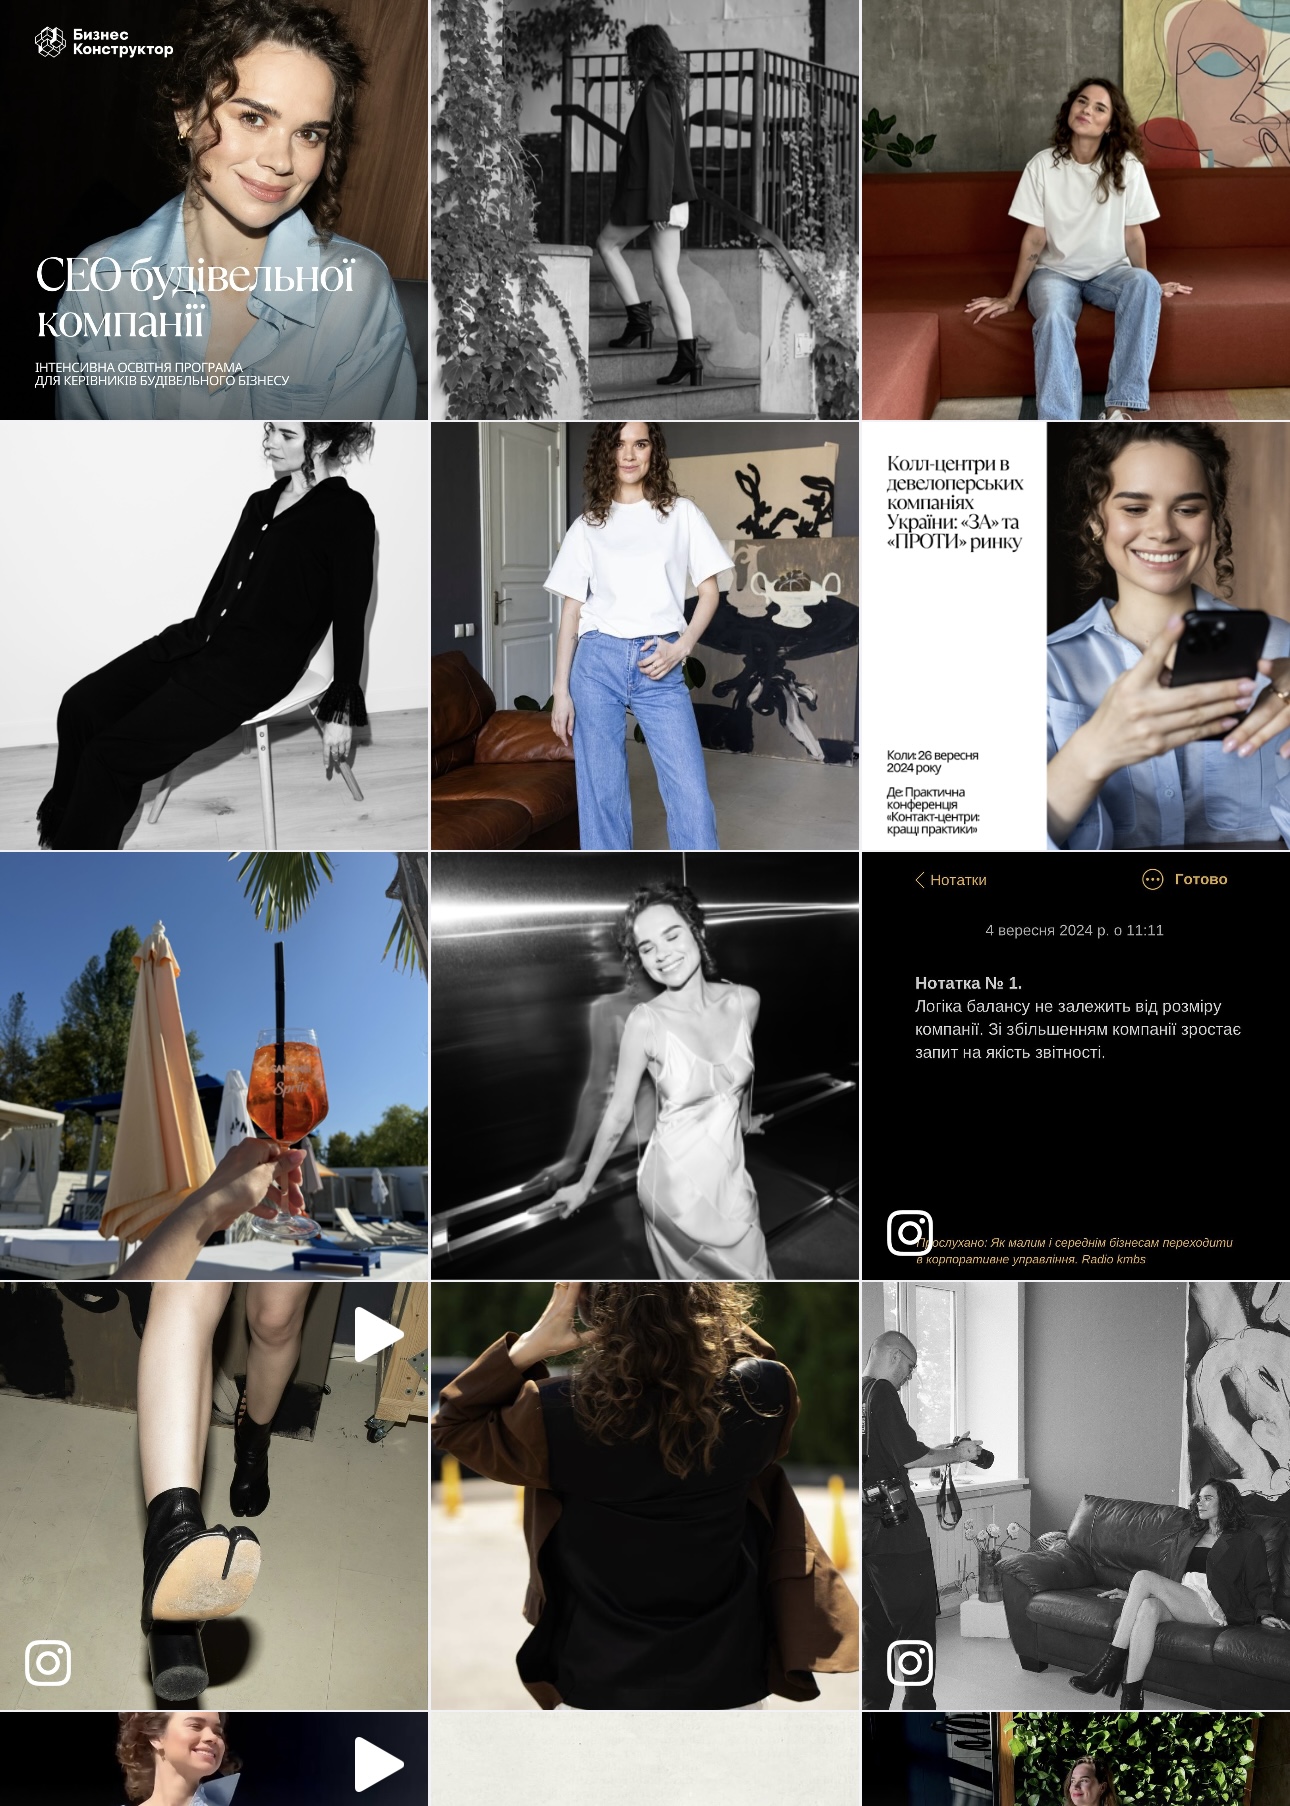 Бизнес
Конструктор
CEO будівельної
компанії
ІНТЕНСИВНА ОСВІТНЯ ПРОГРАМА
ДЛЯ КЕРІВНИКІВ БУДІВЕЛЬНОГО БІЗНЕСУ
Колл-центри в
девелоперських
компаніях
України: «ЗА» та
«ПРОТИ» ринку
Коли: 26 вересня
2024 року
Де: Практична
конференція
«Контакт-центри:
кращі практики»
Spritz
Нотатки
Готово
4 вересня 2024 р. о 11:11
Нотатка № 1.
Логіка балансу не залежить від розміру
компанії. Зі збільшенням компанії зростає
запит на якість звітності.
Прослухано: Як малим і середнім бізнесам переходити
в корпоративне управління. Radio kmbs